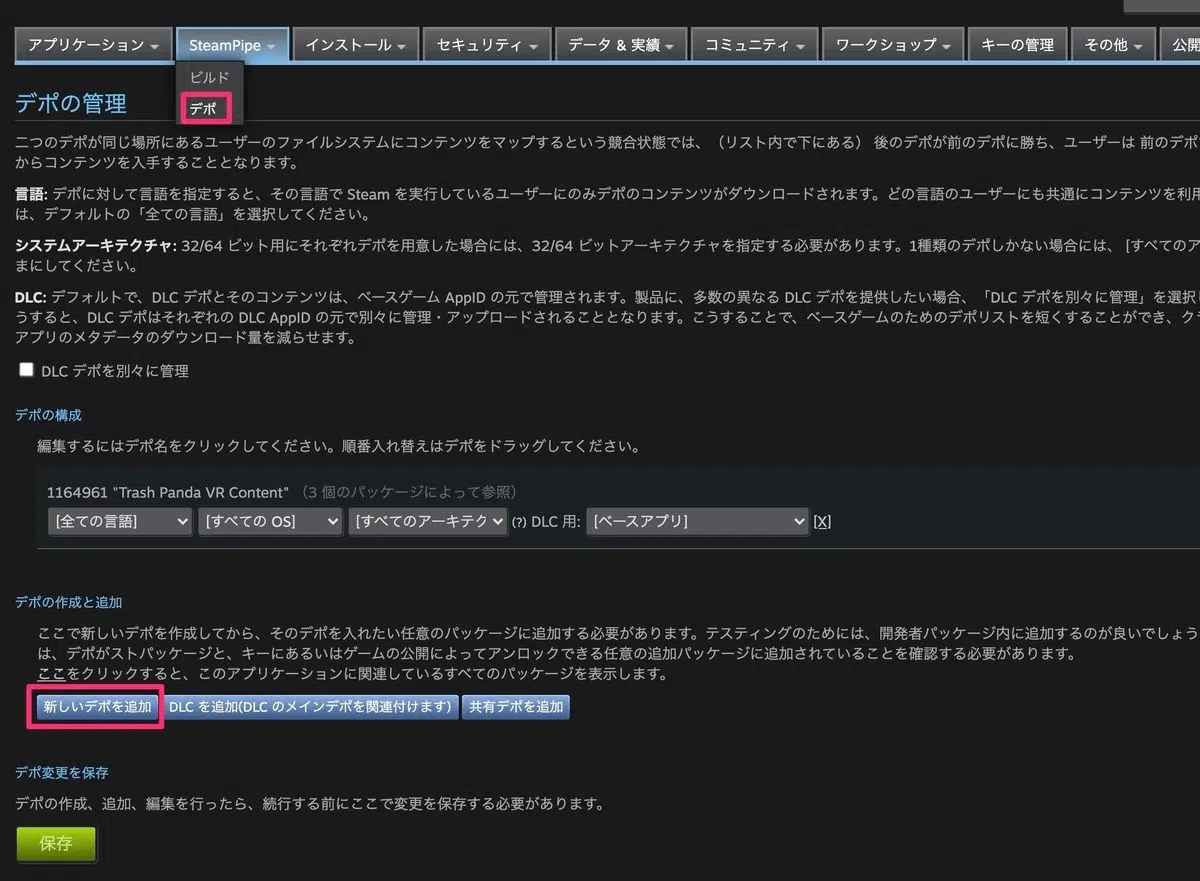 アプリケーション SteamPipe インストール セキュリティ データ & 実績 コミュニティ ワークショップ キーの管理 その他 公開
ビルド
デポ
デポの管理
二つのデポが同じ場所にあるユーザーのファイルシステムにコンテンツをマップするという競合状態では、（リスト内で下にある） 後のデポが前のデポに勝ち、ユーザーは 前のデポ
からコンテンツを入手することとなります。
言語: デポに対して言語を指定すると、その言語で Steam を実行しているユーザーにのみデポのコンテンツがダウンロードされます。どの言語のユーザーにも共通にコンテンツを利用
は、デフォルトの「全ての言語」を選択してください。
システムアーキテクチャ: 32/64 ビット用にそれぞれデポを用意した場合には、32/64 ビットアーキテクチャを指定する必要があります。1種類のデポしかない場合には、 [すべてのア
まにしてください。
DLC: デフォルトで、DLC デポとそのコンテンツは、ベースゲーム AppID の元で管理されます。製品に、多数の異なる DLC デポを提供したい場合、「DLC デポを別々に管理」を選択し
うすると、DLC デポはそれぞれの DLC AppID の元で別々に管理・アップロードされることとなります。こうすることで、ベースゲームのためのデポリストを短くすることができ、ク
アプリのメタデータのダウンロード量を減らせます。
DLC デポを別々に管理
デポの構成
編集するにはデポ名をクリックしてください。順番入れ替えはデポをドラッグしてください。
1164961 "Trash Panda VR Content" （3 個のパッケージによって参照）
[全ての言語] [すべての OS] [すべてのアーキテク (?) DLC 用: [ベースアプリ] [X]
デポの作成と追加
ここで新しいデポを作成してから、そのデポを入れたい任意のパッケージに追加する必要があります。テスティングのためには、開発者パッケージ内に追加するのが良いでしょう
は、デポがストパッケージと、キーにあるいはゲームの公開によってアンロックできる任意の追加パッケージに追加されていることを確認する必要があります。
ここをクリックすると、このアプリケーションに関連しているすべてのパッケージを表示します。
新しいデポを追加 DLC を追加(DLC のメインデポを関連付けます) 共有デポを追加
デポ変更を保存
デポの作成、追加、編集を行ったら、続行する前にここで変更を保存する必要があります。
保存